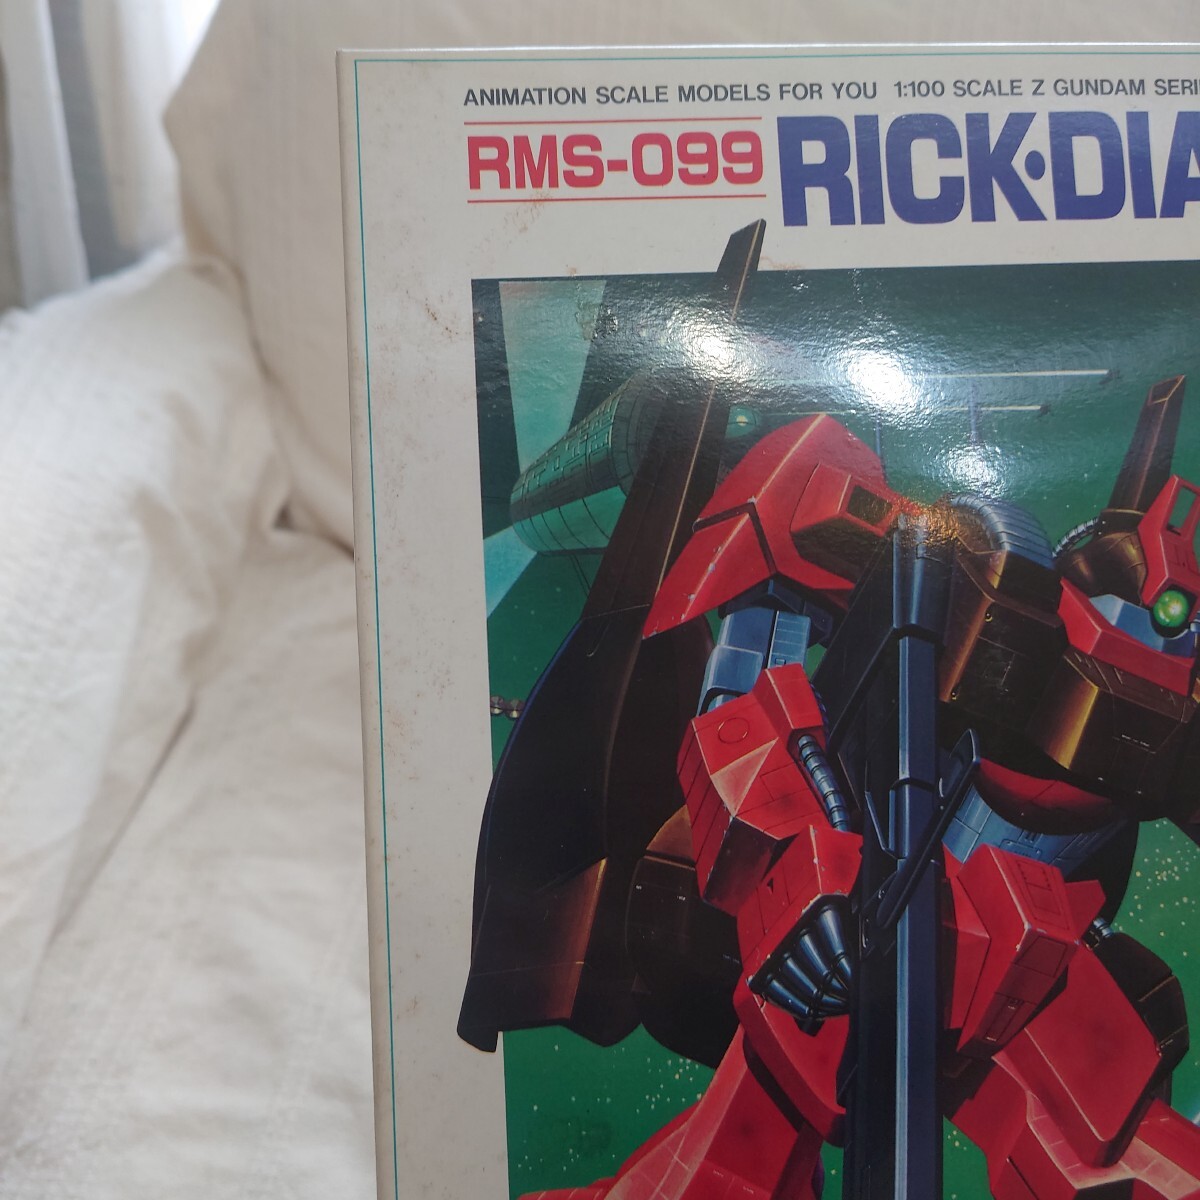 ANIMATION SCALE MODELS FOR YOU 1:100 SCALE Z GUNDAM SERI
RMS-099 RICK·DIA